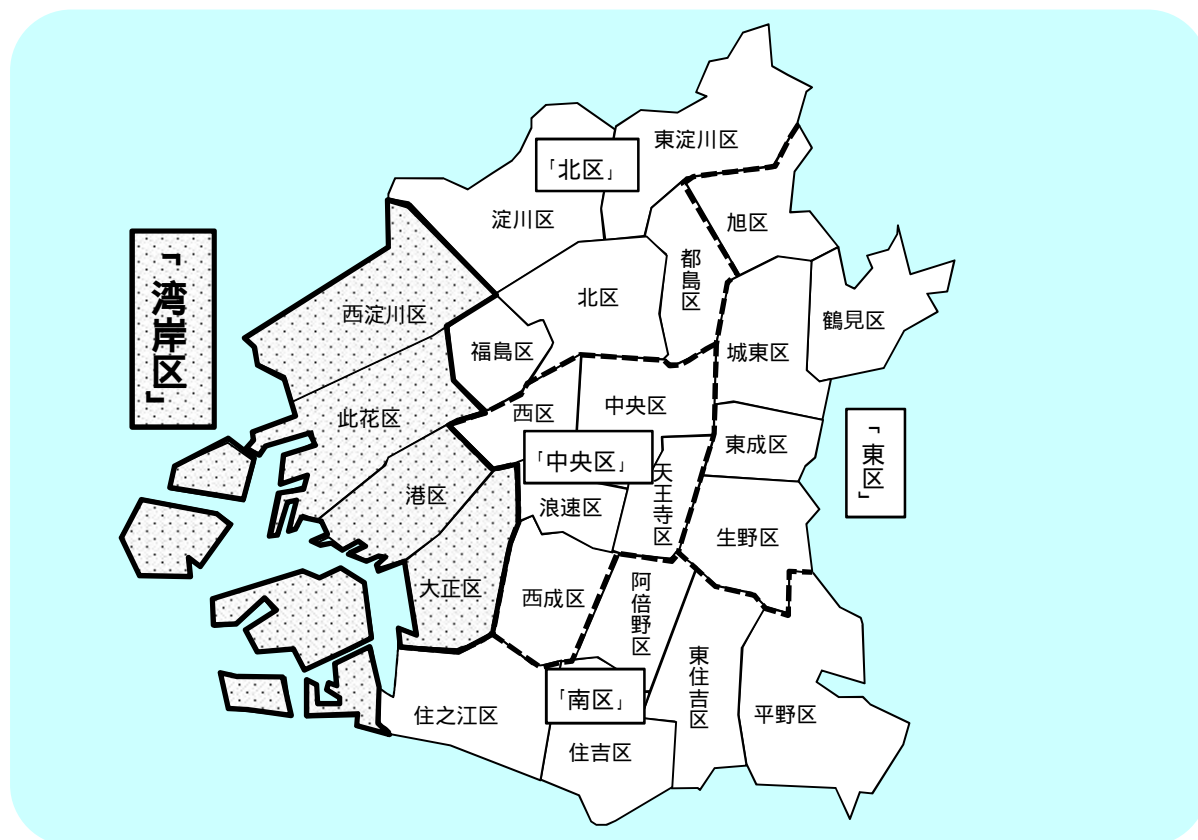 東淀川区
「北区」
淀川区
旭区
都島区
「湾岸区」
北区
西淀川区
鶴見区
福島区
城東区
中央区
西区
此花区
東成区
「東区」
「中央区」
天王寺区
港区
浪速区
生野区
大正区
西成区
阿倍野区
東住吉区
「南区」
住之江区
平野区
住吉区